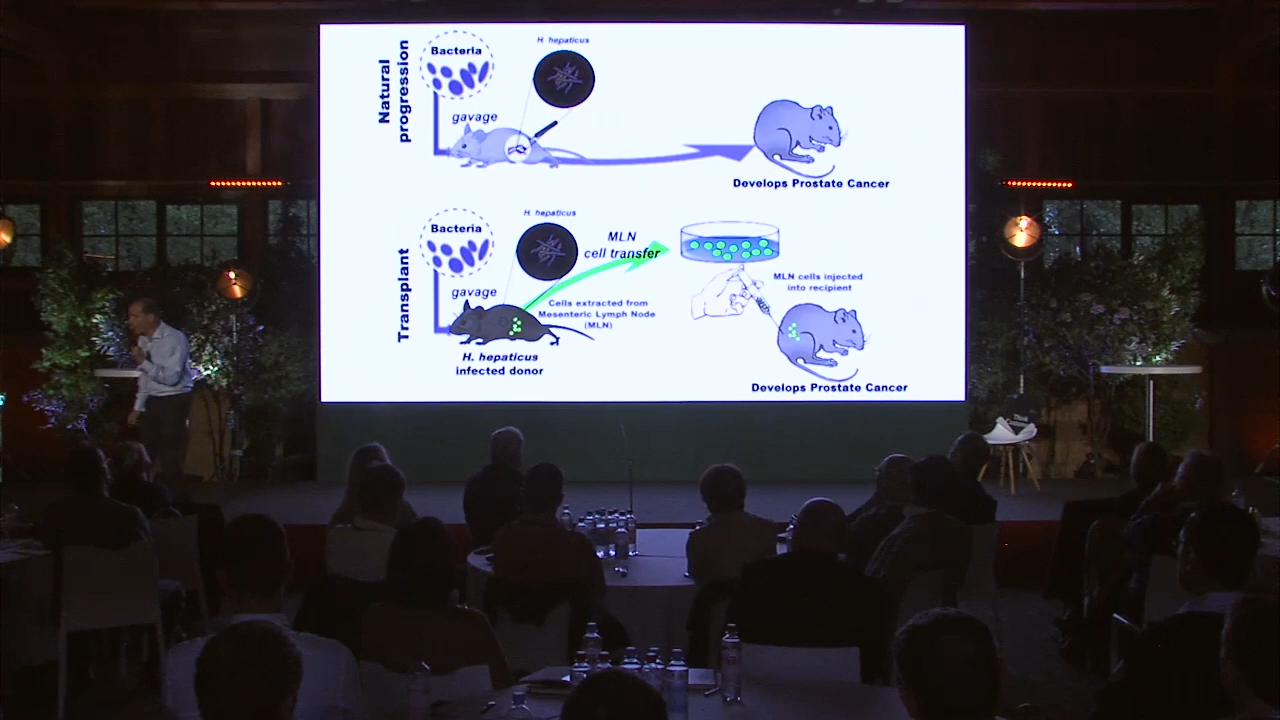 Natural
progression
Bacteria
H. hepaticus
gavage
Develops Prostate Cancer
Transplant
Bacteria
H. hepaticus
MLN
cell transfer
gavage
Cells extracted from
Mesenteric Lymph Node
(MLN)
MLN cells injected
into recipient
H. hepaticus
infected donor
Develops Prostate Cancer